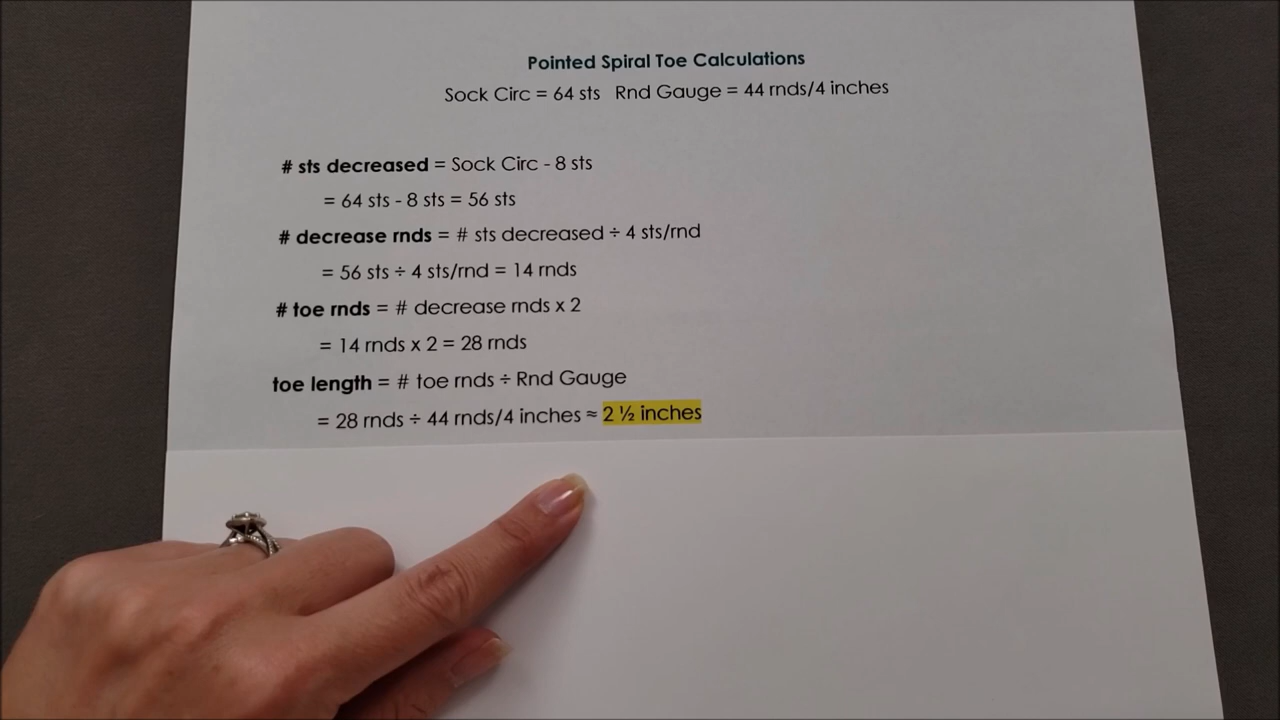 Pointed Spiral Toe Calculations
Sock Circ = 64 sts Rnd Gauge = 44 rnds/4 inches
# sts decreased = Sock Circ - 8 sts
= 64 sts - 8 sts = 56 sts
# decrease rnds = # sts decreased ÷ 4 sts/rnd
= 56 sts ÷ 4 sts/rnd = 14 rnds
# toe rnds = # decrease rnds x 2
= 14 rnds x 2 = 28 rnds
toe length = # toe rnds ÷ Rnd Gauge
= 28 rnds ÷ 44 rnds/4 inches ≈ 2 ½ inches